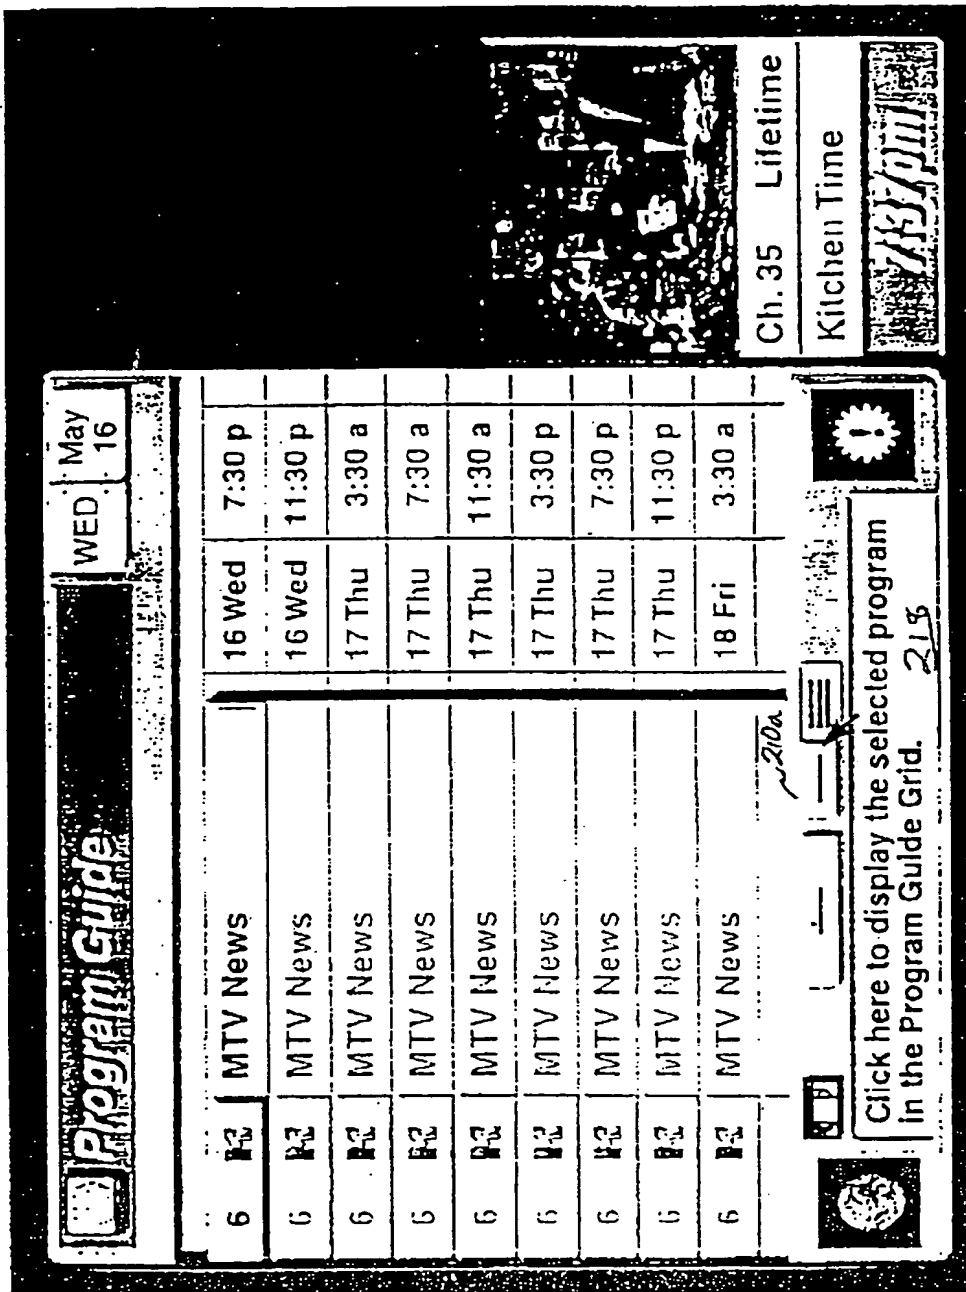 Program Guide WED May 16
6 MTV News 16 Wed 7:30 p
6 MTV News 16 Wed 11:30 p
6 MTV News 17 Thu 3:30 a
6 MTV News 17 Thu 7:30 a
6 MTV News 17 Thu 11:30 a
6 MTV News 17 Thu 3:30 p
6 MTV News 17 Thu 7:30 p
6 MTV News 17 Thu 11:30 p
6 MTV News 18 Fri 3:30 a
210a
Click here to display the selected program
in the Program Guide Grid.
218
Ch. 35 Lifetime
Kitchen Time
7:37pm